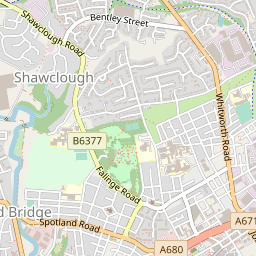 Bentley Street
Shawclough Road
Shawclough
Whitworth Road
B6377
Falinge Road
d Bridge
Spotland Road
A671
A680